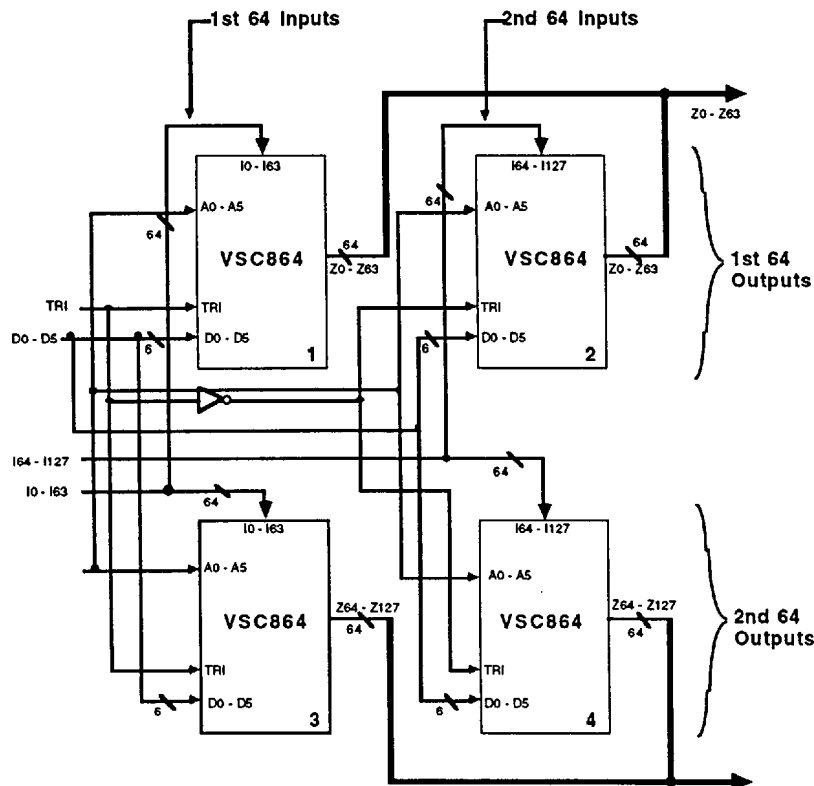 1st 64 Inputs
2nd 64 Inputs
Z0 - Z63
I0 - I63
A0 - A5
64
VSC864
64
Z0 - Z63
TRI
D0 - D5
6
1
I64 - I127
A0 - A5
64
VSC864
64
Z0 - Z63
TRI
D0 - D5
6
2
1st 64
Outputs
TRI
D0 - D5
I64 - I127
I0 - I63
64
64
I0 - I63
A0 - A5
VSC864
Z64 - Z127
64
TRI
D0 - D5
6
3
I64 - I127
A0 - A5
VSC864
Z64 - Z127
64
TRI
D0 - D5
6
4
2nd 64
Outputs